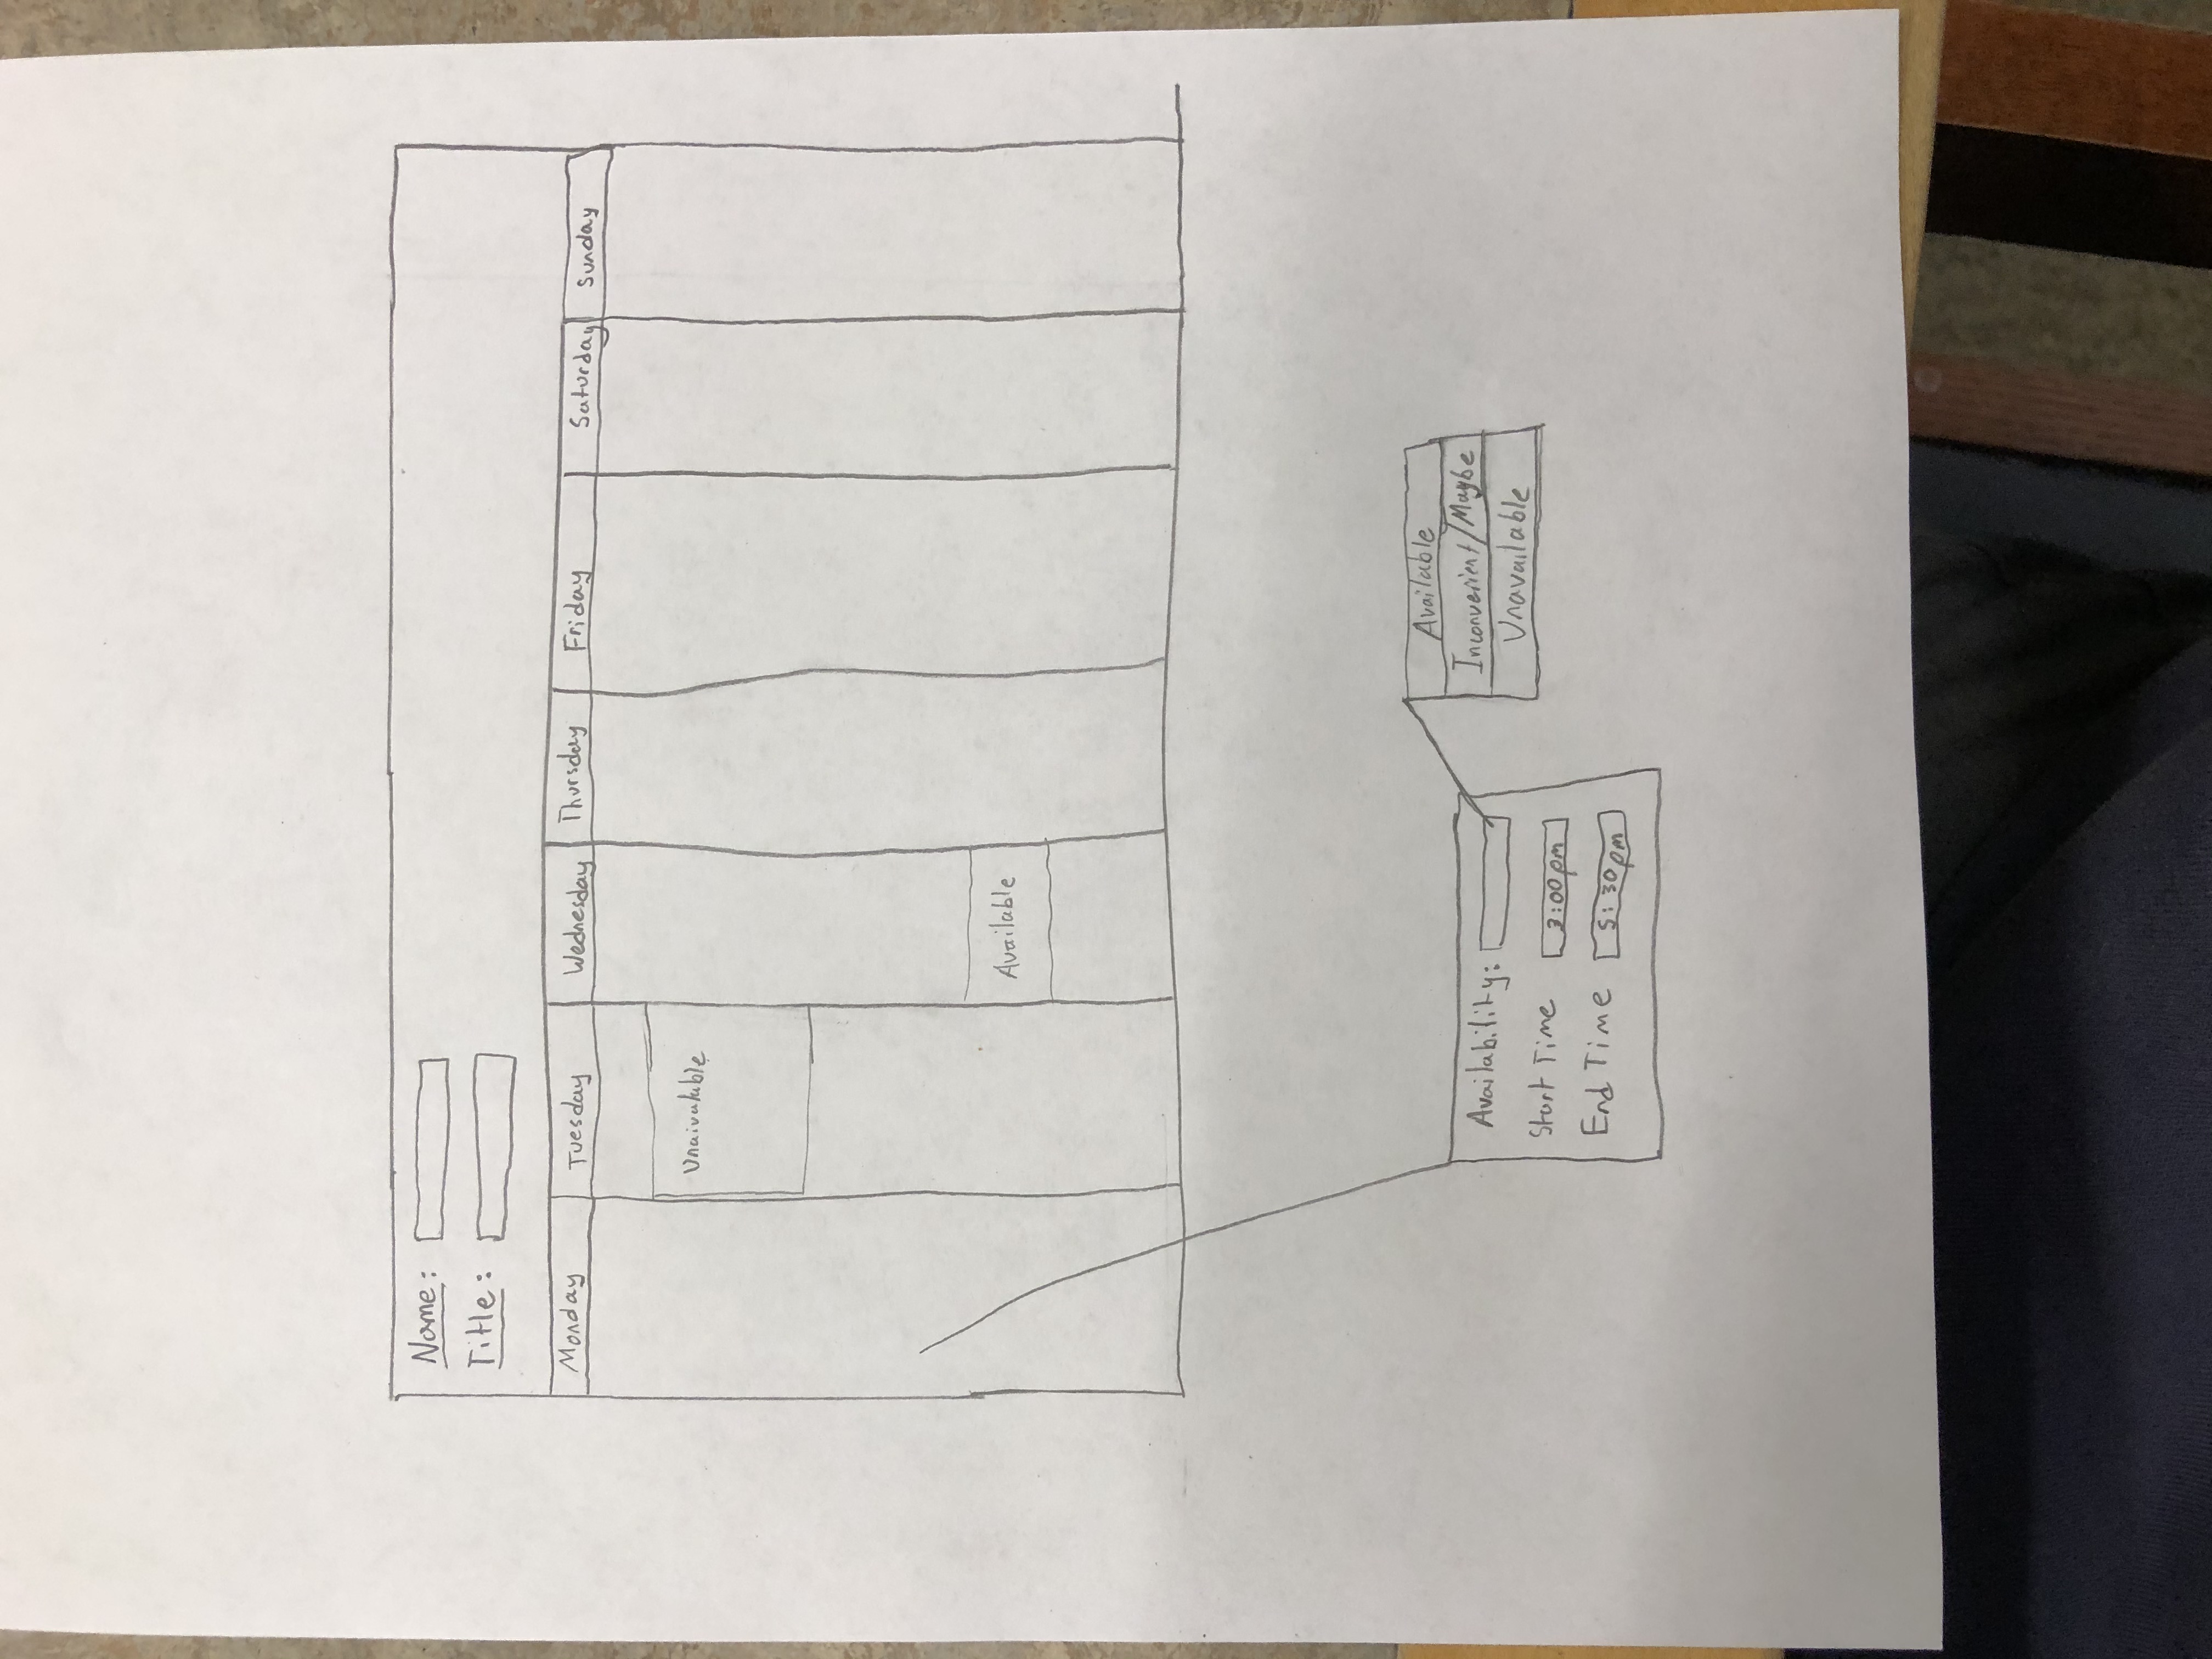 Name:
Title:
Monday Tuesday Wednesday Thursday Friday Saturday Sunday
Unaivalable
Available
Availability:
Start Time 3:00pm
End Time 5:30pm
Available
Inconvenient/Maybe
Unavailable